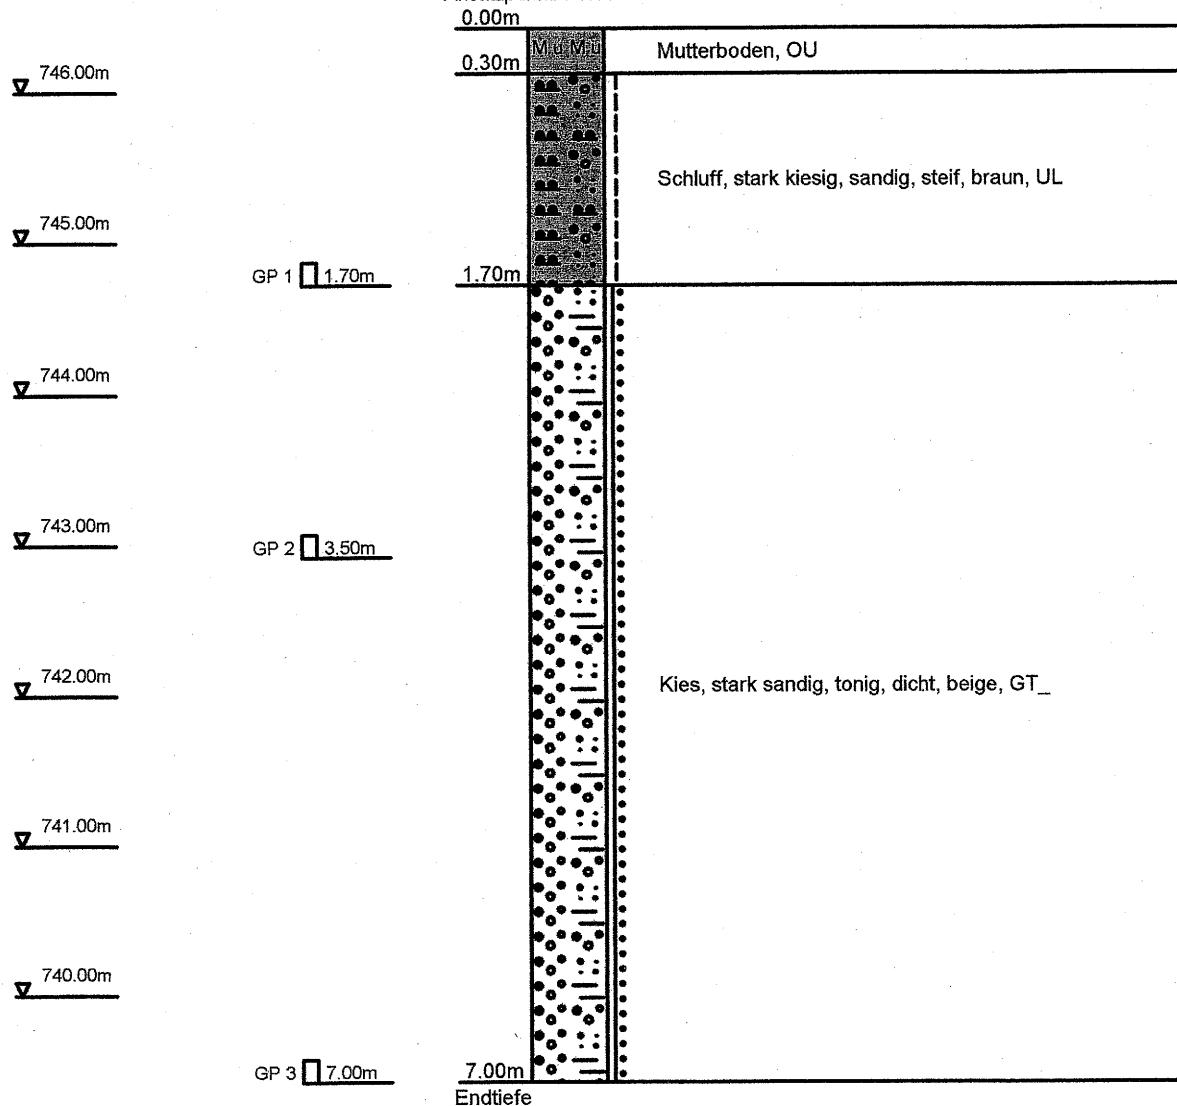 0.00m
Mu Mu
Mutterboden, OU
0.30m
746.00m
Schluff, stark kiesig, sandig, steif, braun, UL
745.00m
GP 1 1.70m
1.70m
744.00m
743.00m
GP 2 3.50m
742.00m
Kies, stark sandig, tonig, dicht, beige, GT_
741.00m
740.00m
GP 3 7.00m
7.00m
Endtiefe